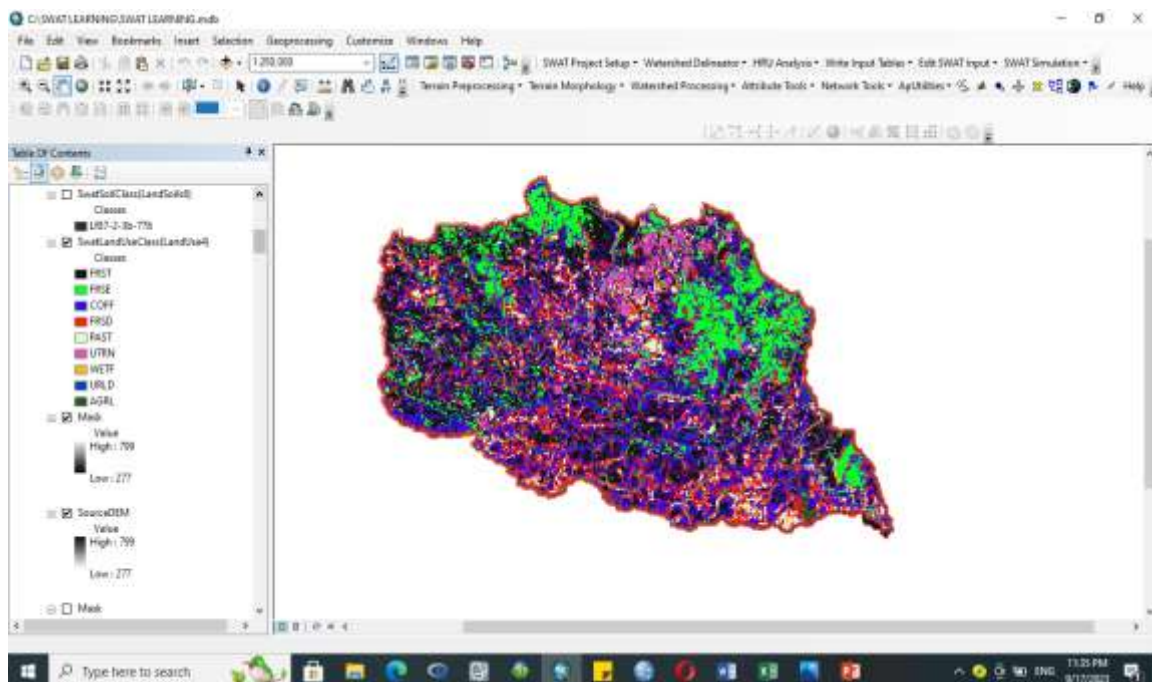 C:\SWAT LEARNING\SWAT LEARNING.mdb
File Edit View Bookmarks Insert Selection Geoprocessing Customize Windows Help
SWAT Project Setup Watershed Delineator HRU Analysis Write Input Tables Edit SWAT Input SWAT Simulation
Terrain Preprocessing Terrain Morphology Watershed Processing Attribute Tools Network Tools ApUtilities Help
Table Of Contents
SwatSoilClass(LandSoils8)
Classes
SwatLandUseClass(LandUse4)
Classes
FRST
FRSE
COFF
FRSD
PAST
UTRN
WETF
URLD
AGRL
Mask
Value
High : 799
Low : 277
SourceDEM
Value
High : 799
Low : 277
Mask
Type here to search
ENG
11:35 PM